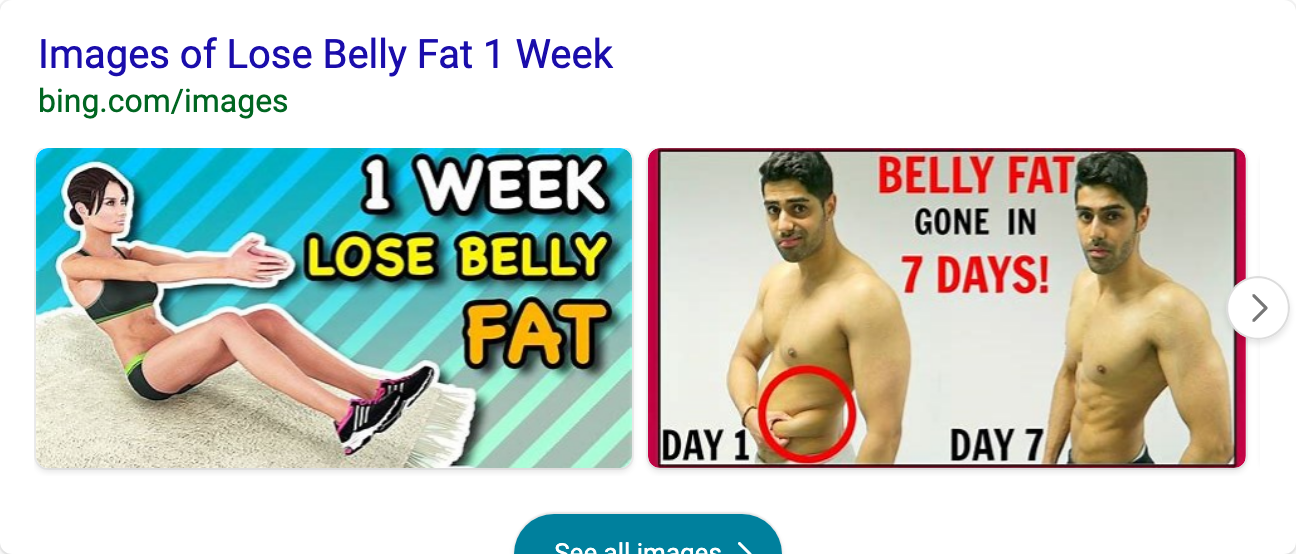 Images of Lose Belly Fat 1 Week
bing.com/images
1 WEEK
LOSE BELLY
FAT
BELLY FAT
GONE IN
7 DAYS!
DAY 1
DAY 7
See all images